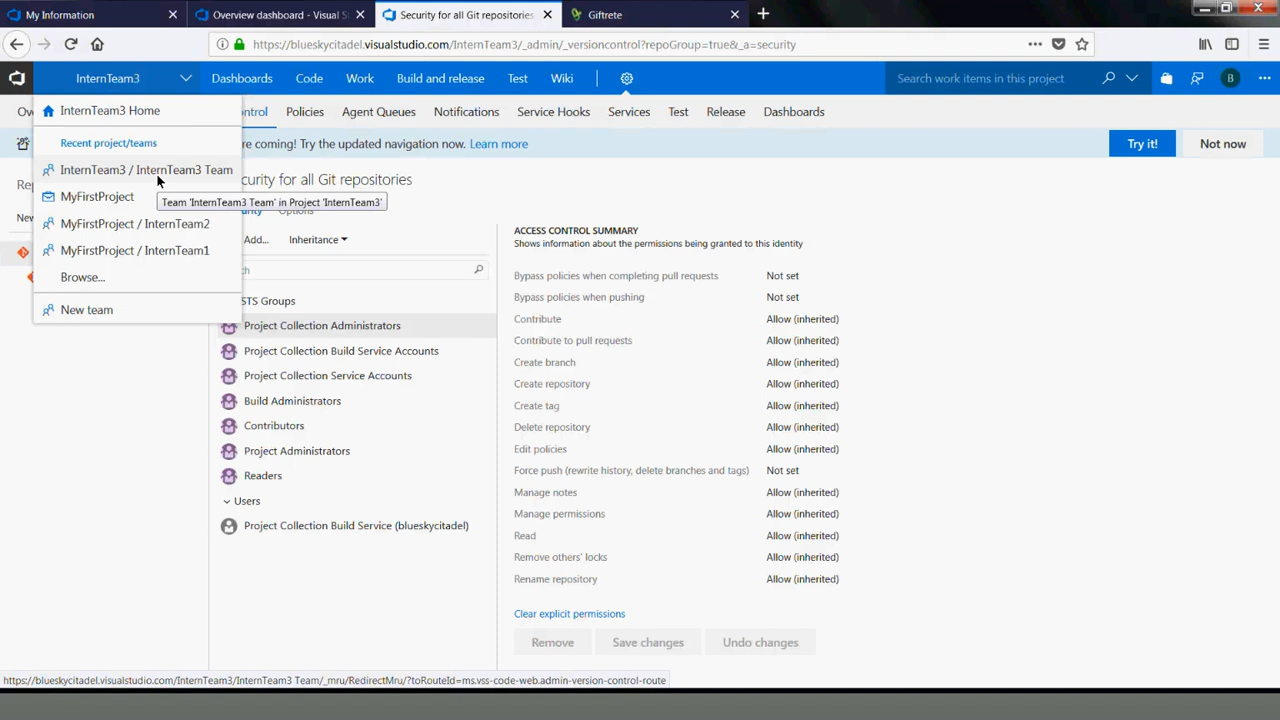 My Information
Overview dashboard - Visual S
Security for all Git repositories
Giftrete
https://blueskycitadel.visualstudio.com/InternTeam3/_admin/_versioncontrol?repoGroup=true&_a=security
InternTeam3
Dashboards
Code
Work
Build and release
Test
Wiki
Search work items in this project
B
Ov
ontrol
Policies
Agent Queues
Notifications
Service Hooks
Services
Test
Release
Dashboards
InternTeam3 Home
Recent project/teams
InternTeam3 / InternTeam3 Team
MyFirstProject
MyFirstProject / InternTeam2
MyFirstProject / InternTeam1
Browse...
New team
Team 'InternTeam3 Team' in Project 'InternTeam3'
re coming! Try the updated navigation now. Learn more
Try it!
Not now
Rep
New
curity for all Git repositories
Options
Add...
Inheritance
ch
STS Groups
Project Collection Administrators
Project Collection Build Service Accounts
Project Collection Service Accounts
Build Administrators
Contributors
Project Administrators
Readers
Users
Project Collection Build Service (blueskycitadel)
ACCESS CONTROL SUMMARY
Shows information about the permissions being granted to this identity
Bypass policies when completing pull requests Not set
Bypass policies when pushing Not set
Contribute Allow (inherited)
Contribute to pull requests Allow (inherited)
Create branch Allow (inherited)
Create repository Allow (inherited)
Create tag Allow (inherited)
Delete repository Allow (inherited)
Edit policies Allow (inherited)
Force push (rewrite history, delete branches and tags) Not set
Manage notes Allow (inherited)
Manage permissions Allow (inherited)
Read Allow (inherited)
Remove others' locks Allow (inherited)
Rename repository Allow (inherited)
Clear explicit permissions
Remove
Save changes
Undo changes
https://blueskycitadel.visualstudio.com/InternTeam3/InternTeam3 Team/_mru/RedirectMru/?toRouteId=ms.vss-code-web.admin-version-control-route